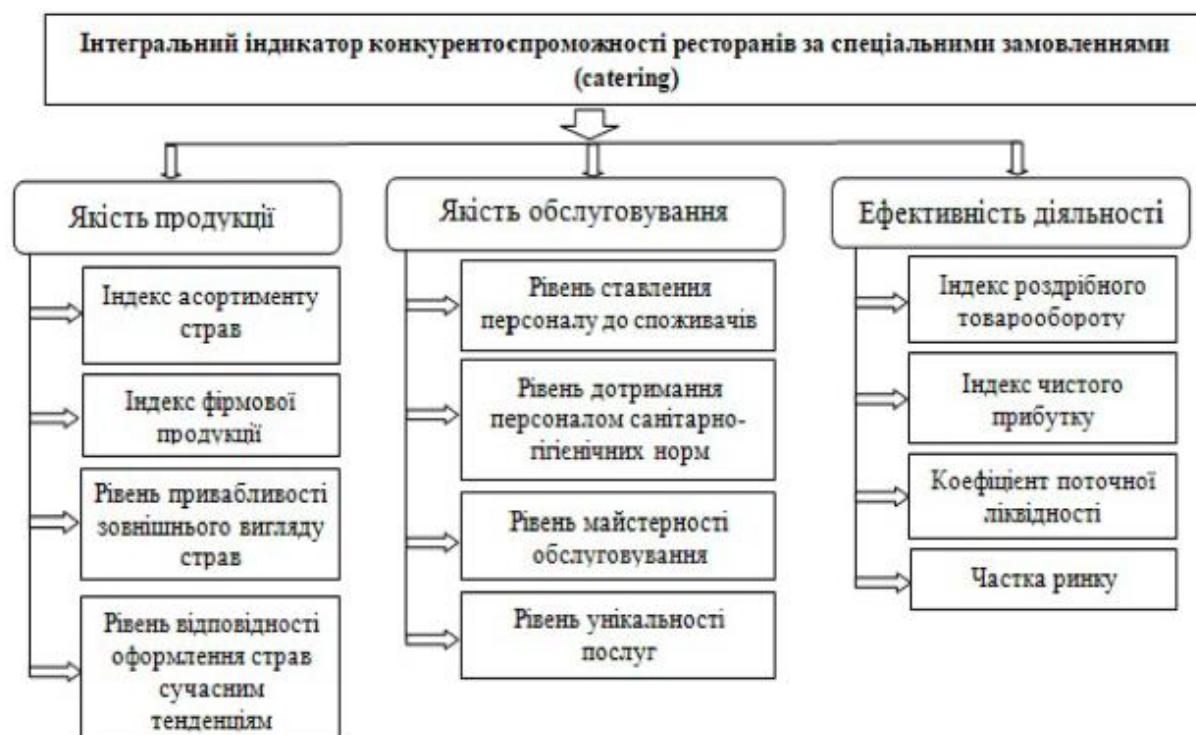 Інтегральний індикатор конкурентоспроможності ресторанів за спеціальними замовленнями
(catering)
Якість продукції
Індекс асортименту
страв
Індекс фірмової
продукції
Рівень привабливості
зовнішнього вигляду
страв
Рівень відповідності
оформлення страв
сучасним
тенденціям
Якість обслуговування
Рівень ставлення
персоналу до споживачів
Рівень дотримання
персоналом санітарно-
гігієнічних норм
Рівень майстерності
обслуговування
Рівень унікальності
послуг
Ефективність діяльності
Індекс роздрібного
товарообороту
Індекс чистого
прибутку
Коефіцієнт поточної
ліквідності
Частка ринку